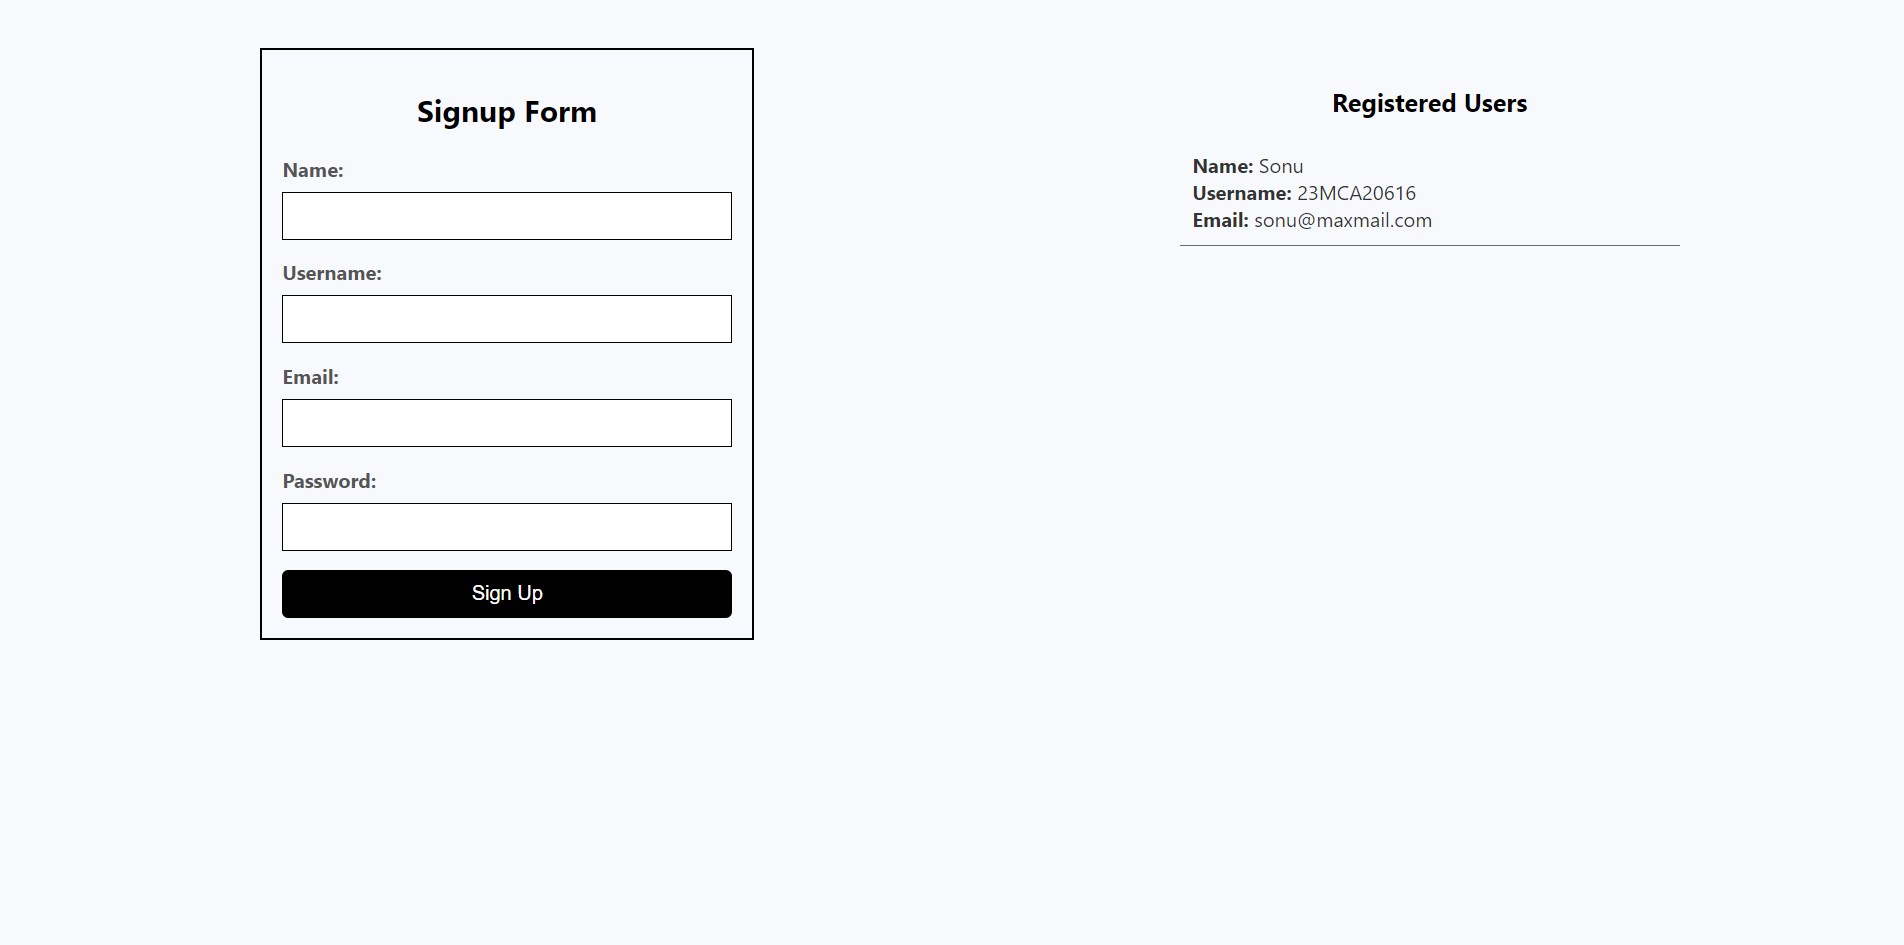 Signup Form
Name:
Username:
Email:
Password:
Sign Up
Registered Users
Name: Sonu
Username: 23MCA20616
Email: sonu@maxmail.com